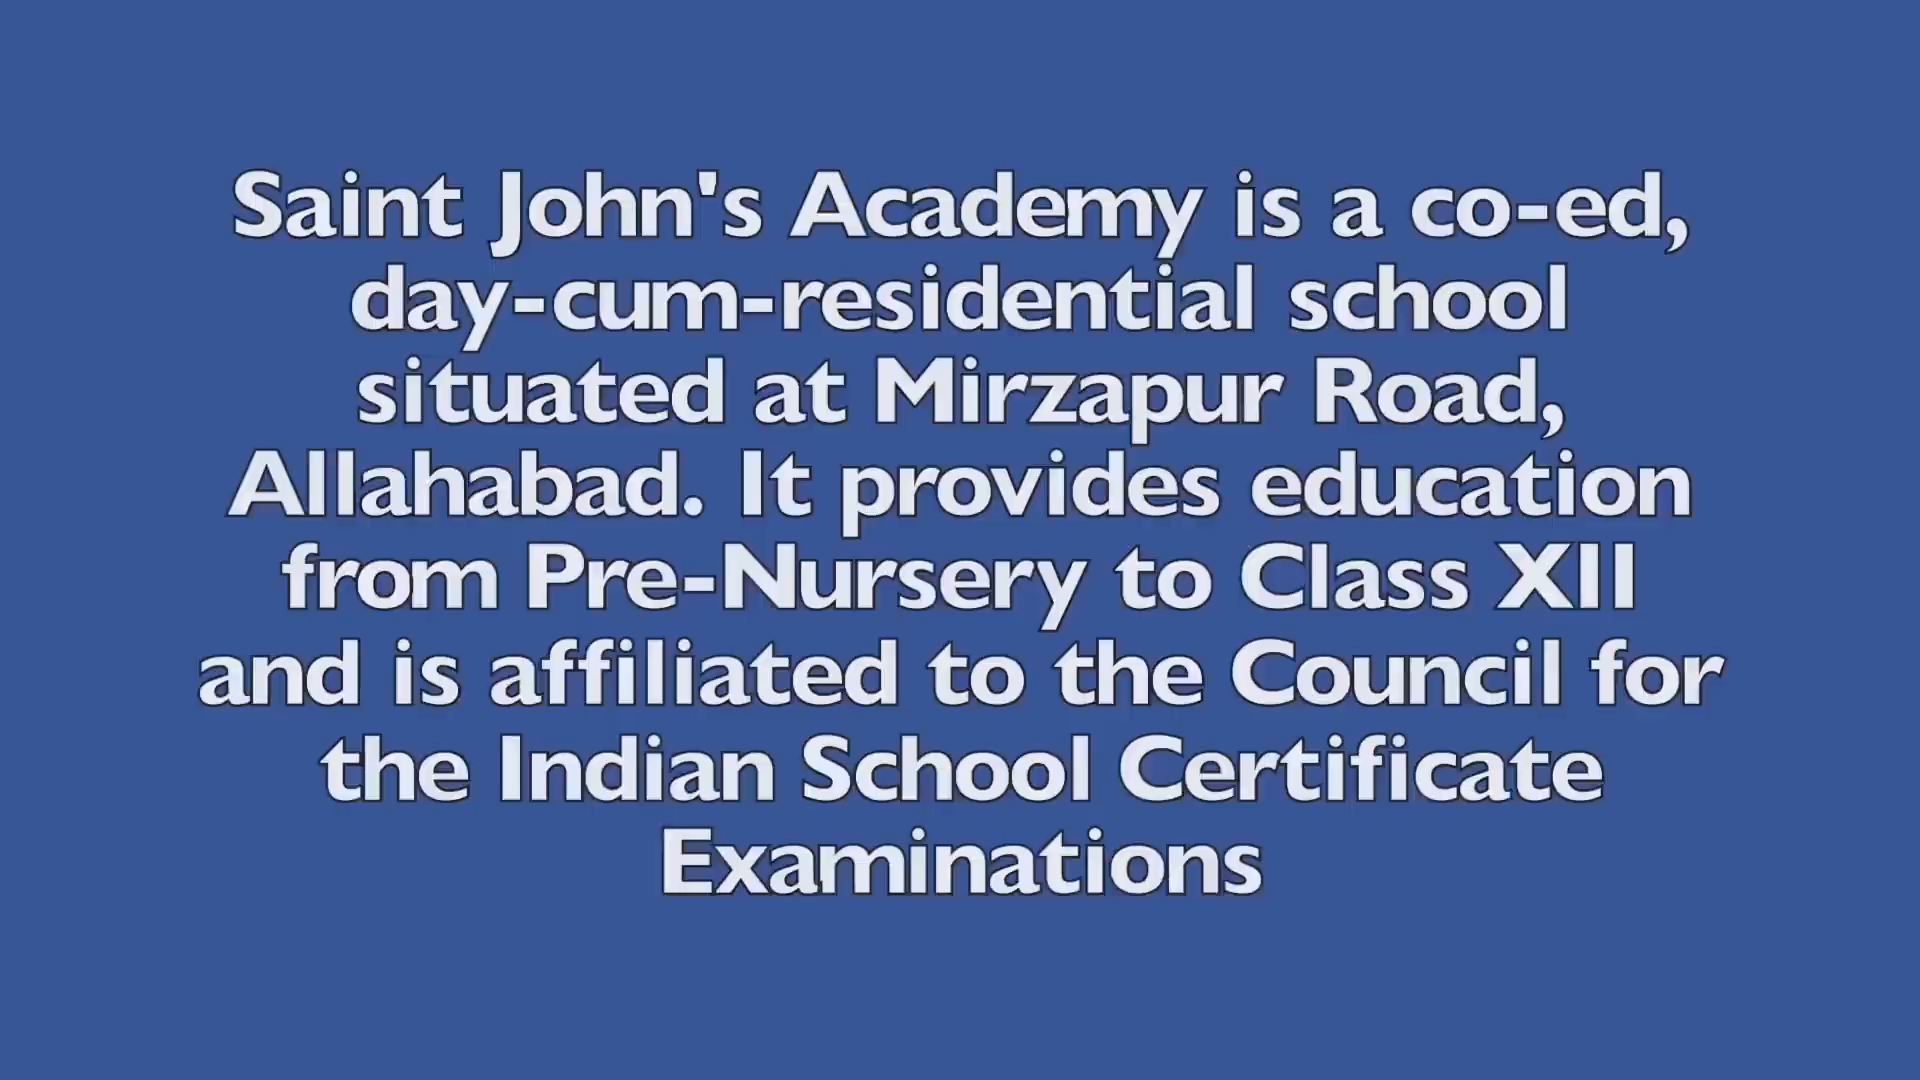 Saint John's Academy is a co-ed,
day-cum-residential school
situated at Mirzapur Road,
Allahabad. It provides education
from Pre-Nursery to Class XII
and is affiliated to the Council for
the Indian School Certificate
Examinations